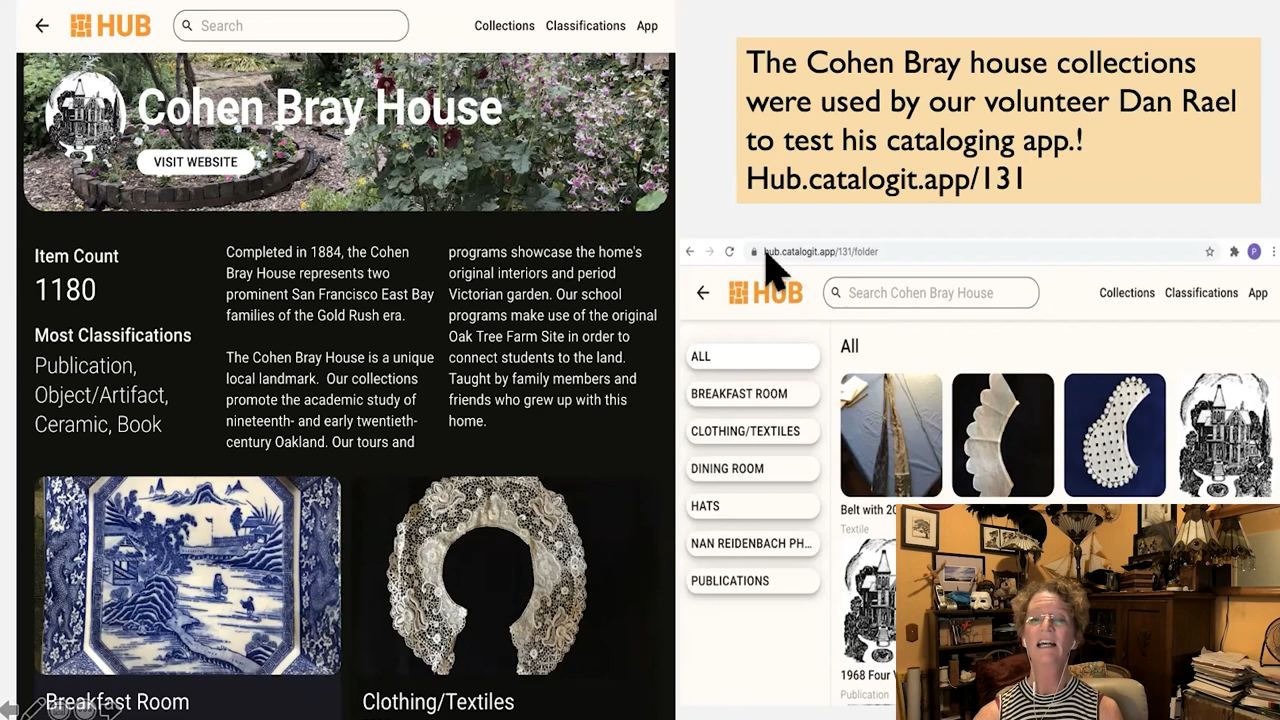 HUB
Search
Collections
Classifications
App
Cohen Bray House
VISIT WEBSITE
Item Count
1180
Most Classifications
Publication,
Object/Artifact,
Ceramic, Book
Completed in 1884, the Cohen
Bray House represents two
prominent San Francisco East Bay
families of the Gold Rush era.
The Cohen Bray House is a unique
local landmark. Our collections
promote the academic study of
nineteenth- and early twentieth-
century Oakland. Our tours and
programs showcase the home's
original interiors and period
Victorian garden. Our school
programs make use of the original
Oak Tree Farm Site in order to
connect students to the land.
Taught by family members and
friends who grew up with this
home.
Breakfast Room
Clothing/Textiles
The Cohen Bray house collections
were used by our volunteer Dan Rael
to test his cataloging app.!
Hub.catalogit.app/131
hub.catalogit.app/131/folder
P
HUB
Search Cohen Bray House
Collections
Classifications
App
ALL
BREAKFAST ROOM
CLOTHING/TEXTILES
DINING ROOM
HATS
NAN REIDENBACH PH...
PUBLICATIONS
All
Belt with 20
Textile
1968 Four
Publication